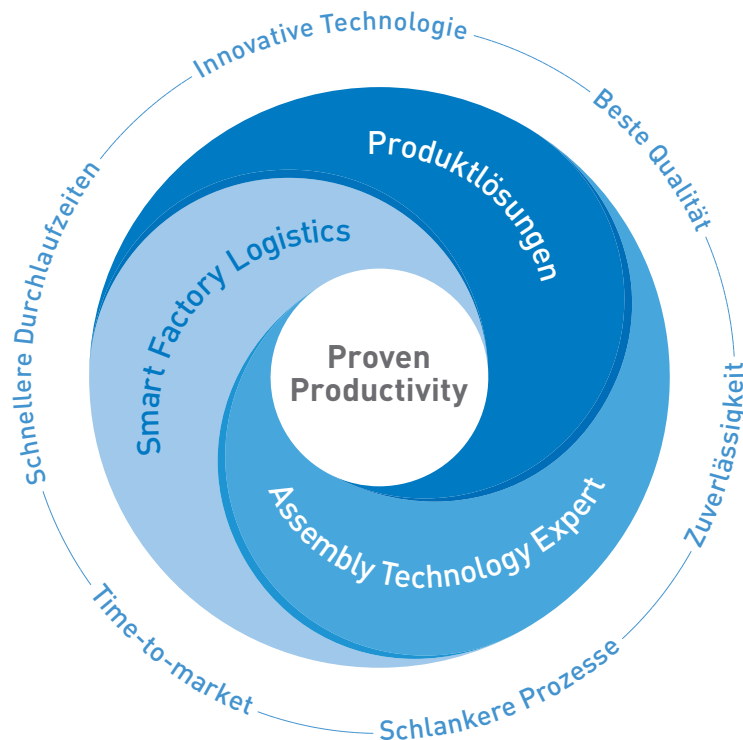 Innovative Technologie
Beste Qualität
Zuverlässigkeit
Schlankere Prozesse
Time-to-market
Schnellere Durchlaufzeiten
Produktlösungen
Assembly Technology Expert
Smart Factory Logistics
Proven
Productivity